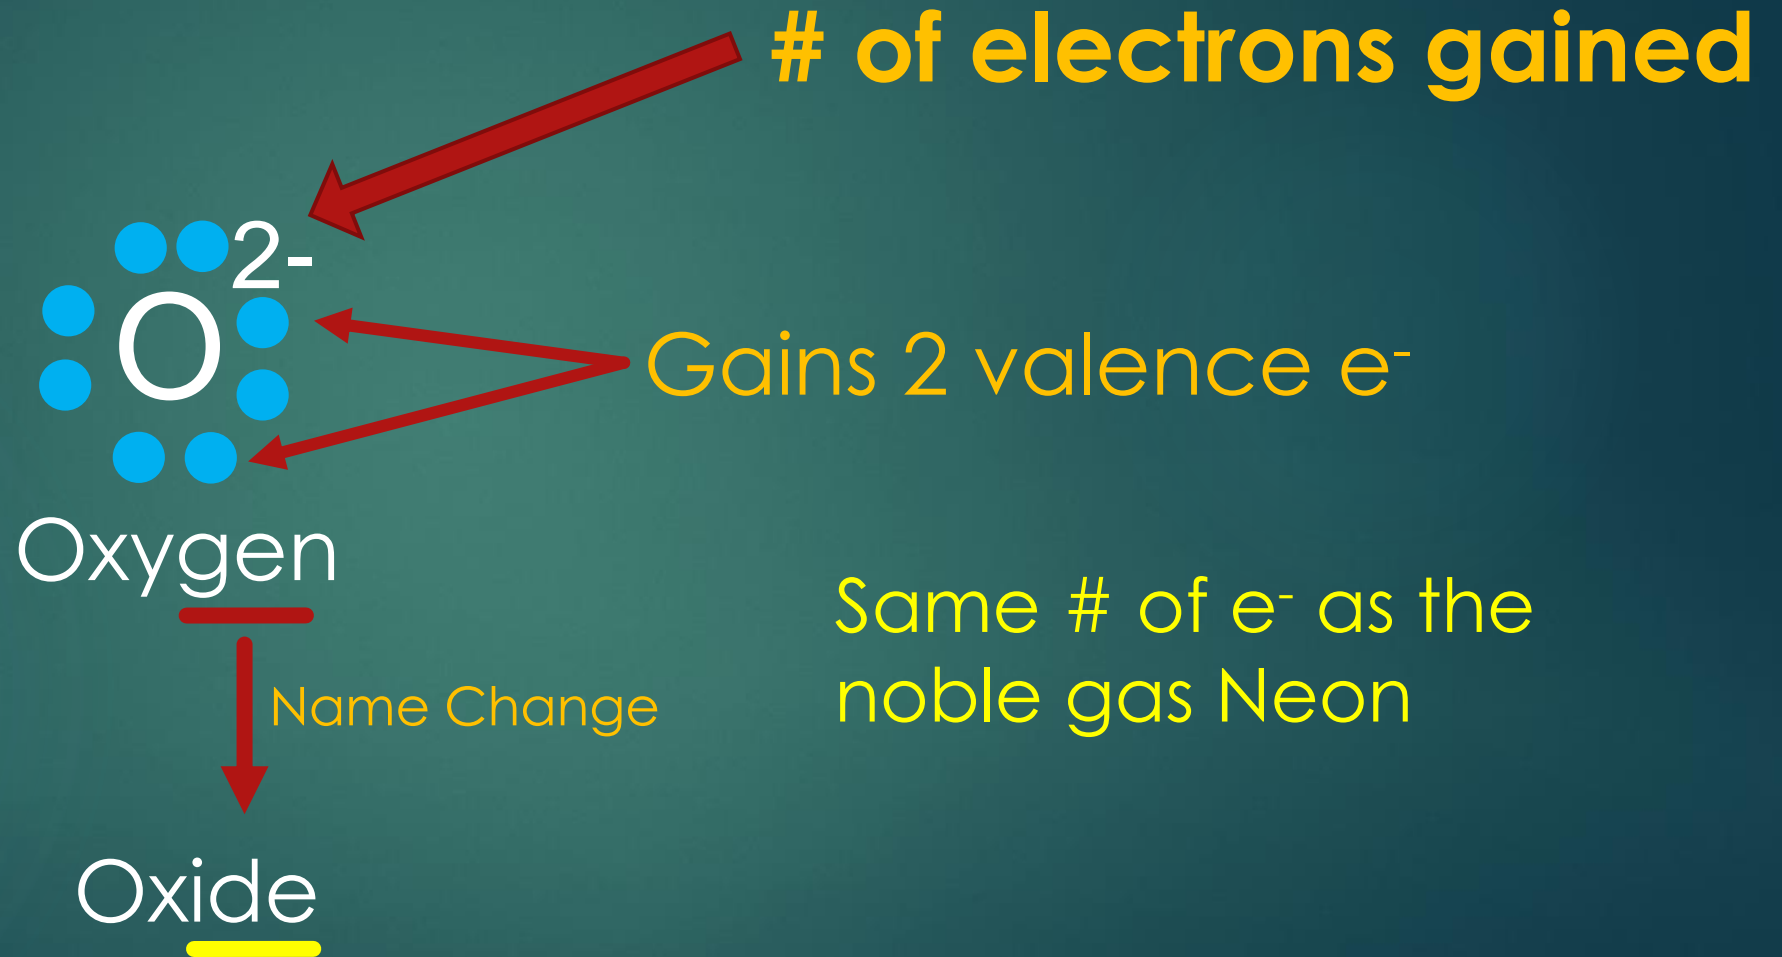 # of electrons gained
2-
O
Gains 2 valence e-
Oxygen
Same # of e- as the
noble gas Neon
Name Change
Oxide